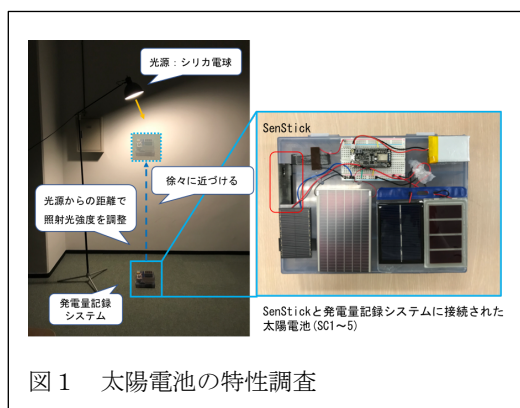 光源：シリカ電球
徐々に近づける
光源からの距離で
照射光強度を調整
発電量記録
システム
SenStick
SenStickと発電量記録システムに接続された
太陽電池(SC1～5)
図１　太陽電池の特性調査